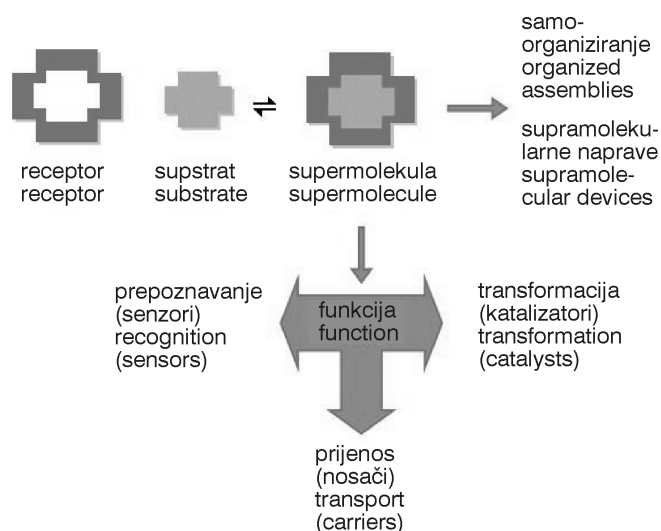 receptor
receptor
supstrat
substrate
supermolekula
supermolecule
samo-
organiziranje
organized
assemblies
supramoleku-
larne naprave
supramole-
cular devices
prepoznavanje
(senzori)
recognition
(sensors)
funkcija
function
transformacija
(katalizatori)
transformation
(catalysts)
prijenos
(nosači)
transport
(carriers)